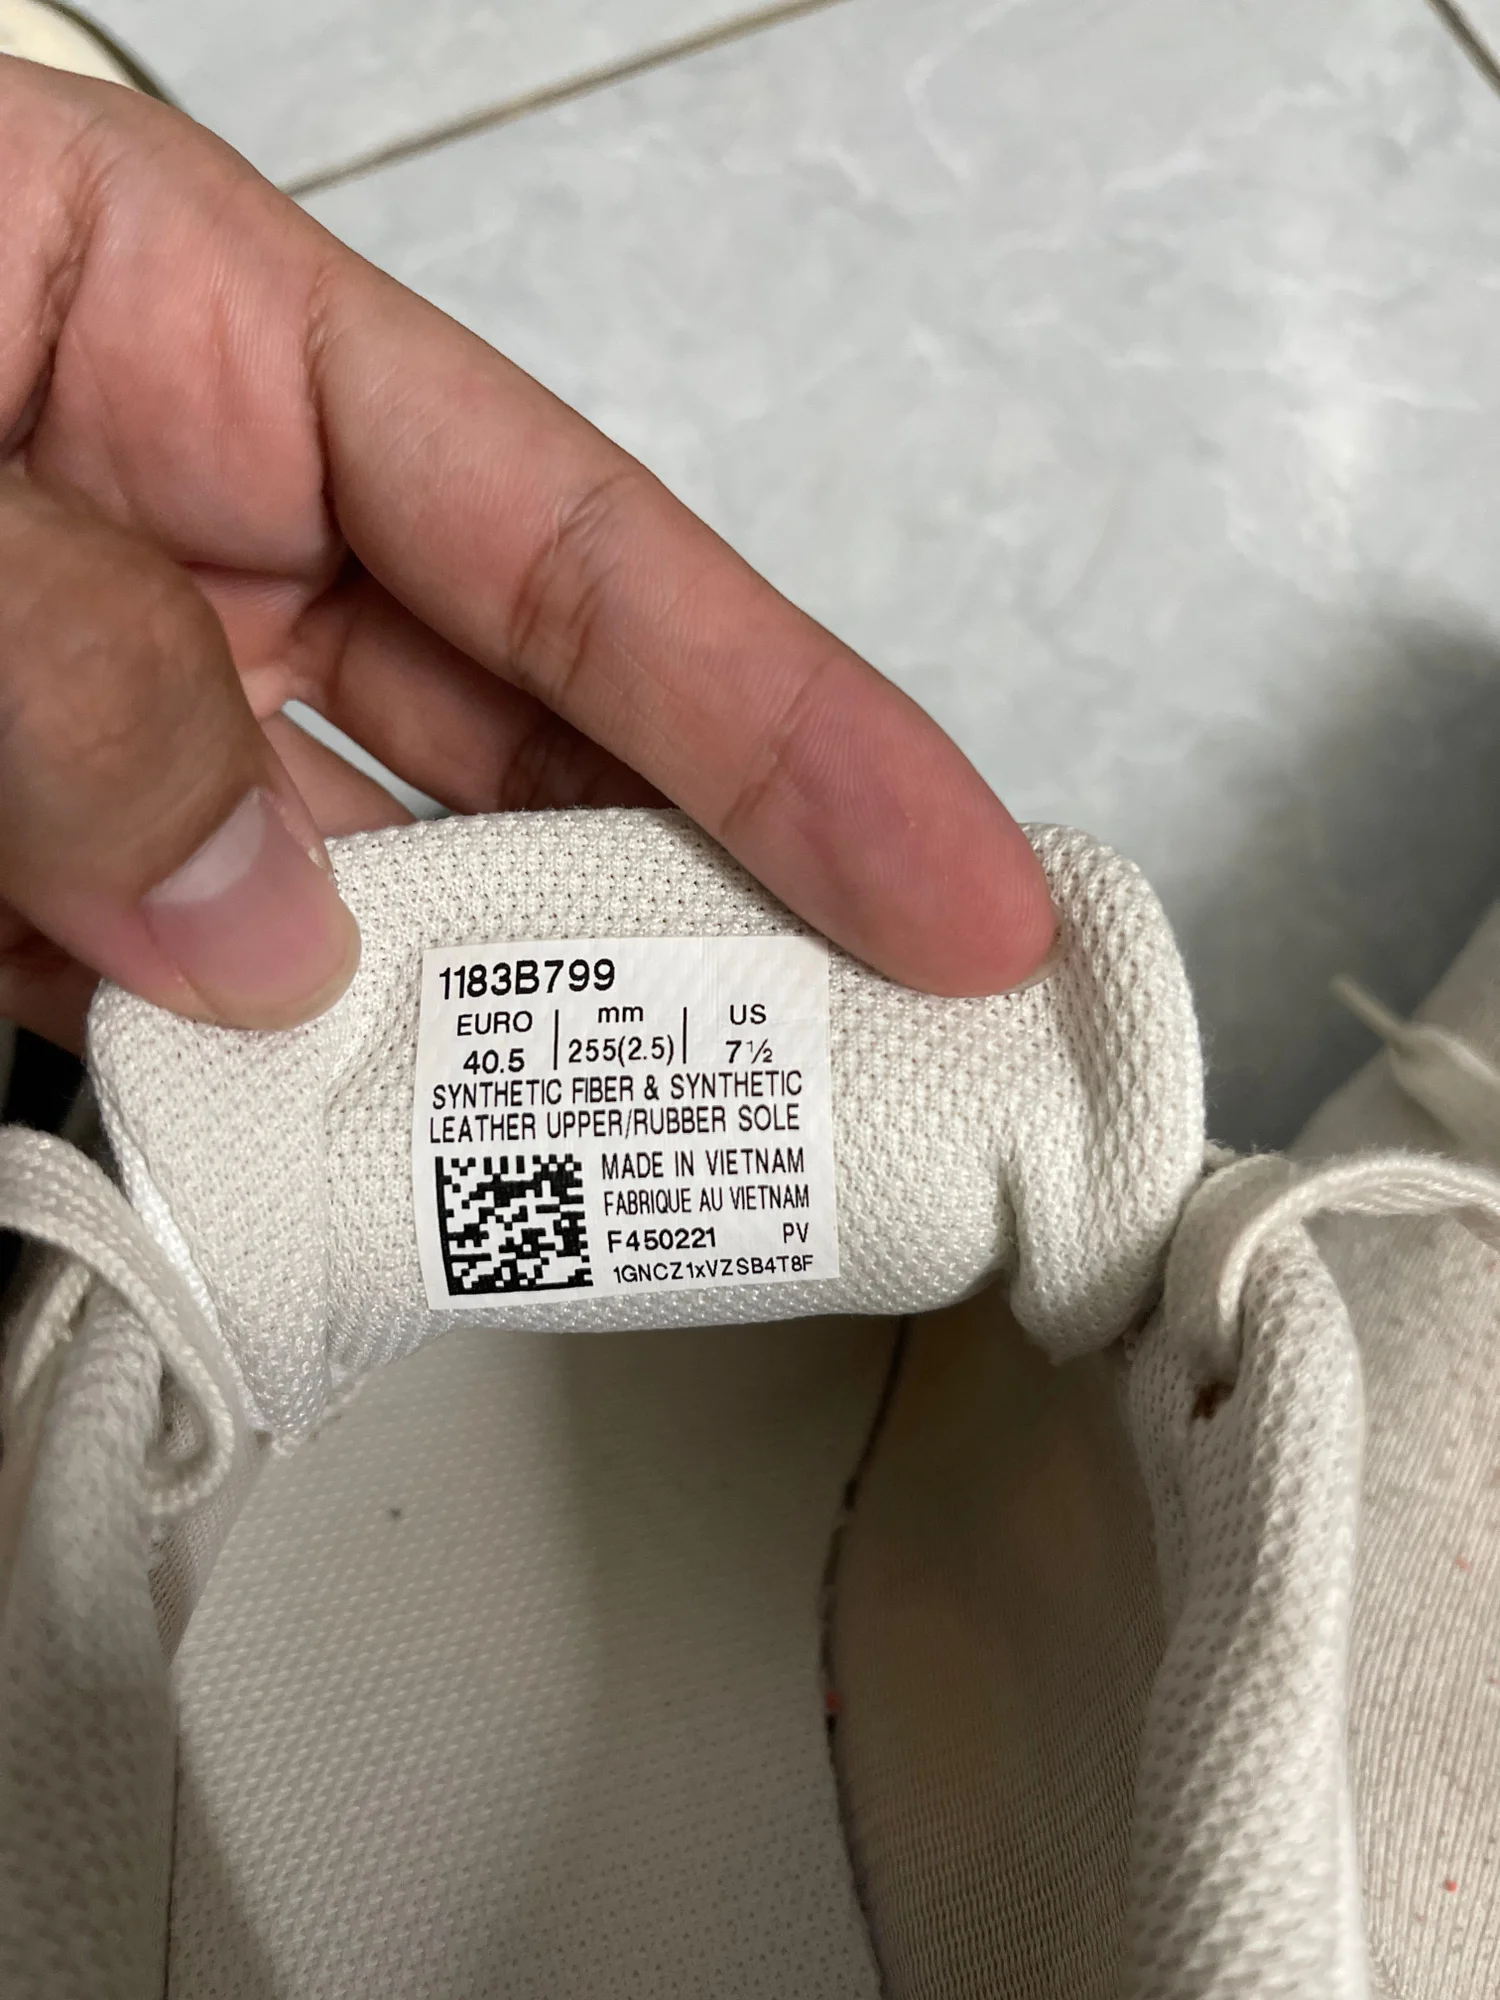 1183B799
EURO | mm | US
40.5 | 255(2.5) | 7½
SYNTHETIC FIBER & SYNTHETIC
LEATHER UPPER/RUBBER SOLE
MADE IN VIETNAM
FABRIQUE AU VIETNAM
F450221 PV
1GNCZ1xVZSB4T8F